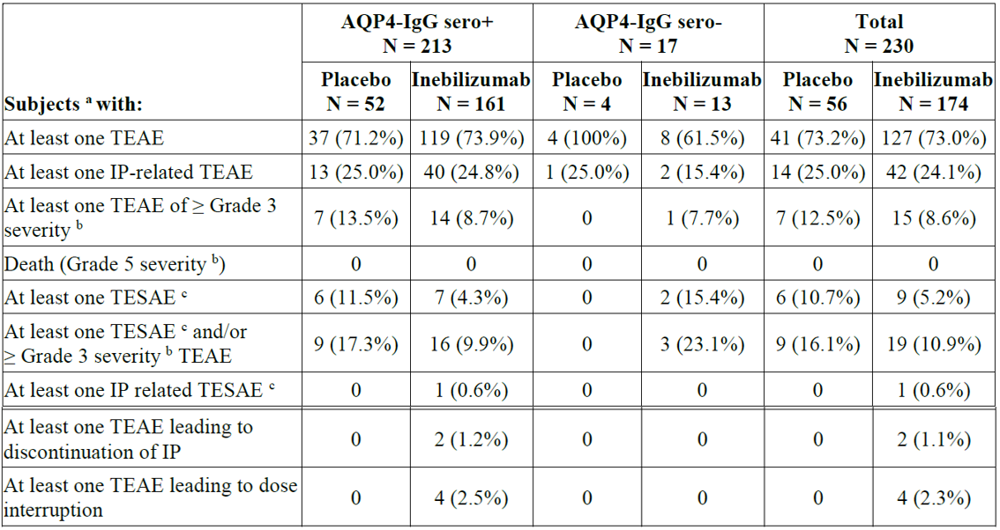 AQP4-IgG sero+ AQP4-IgG sero- Total
N = 213 N = 17 N = 230
Placebo Inebilizumab Placebo Inebilizumab Placebo Inebilizumab
Subjects ᵃ with: N = 52 N = 161 N = 4 N = 13 N = 56 N = 174
At least one TEAE 37 (71.2%) 119 (73.9%) 4 (100%) 8 (61.5%) 41 (73.2%) 127 (73.0%)
At least one IP-related TEAE 13 (25.0%) 40 (24.8%) 1 (25.0%) 2 (15.4%) 14 (25.0%) 42 (24.1%)
At least one TEAE of ≥ Grade 3
severity ᵇ 7 (13.5%) 14 (8.7%) 0 1 (7.7%) 7 (12.5%) 15 (8.6%)
Death (Grade 5 severity ᵇ) 0 0 0 0 0 0
At least one TESAE ᶜ 6 (11.5%) 7 (4.3%) 0 2 (15.4%) 6 (10.7%) 9 (5.2%)
At least one TESAE ᶜ and/or
≥ Grade 3 severity ᵇ TEAE 9 (17.3%) 16 (9.9%) 0 3 (23.1%) 9 (16.1%) 19 (10.9%)
At least one IP related TESAE ᶜ 0 1 (0.6%) 0 0 0 1 (0.6%)
At least one TEAE leading to
discontinuation of IP 0 2 (1.2%) 0 0 0 2 (1.1%)
At least one TEAE leading to dose
interruption 0 4 (2.5%) 0 0 0 4 (2.3%)